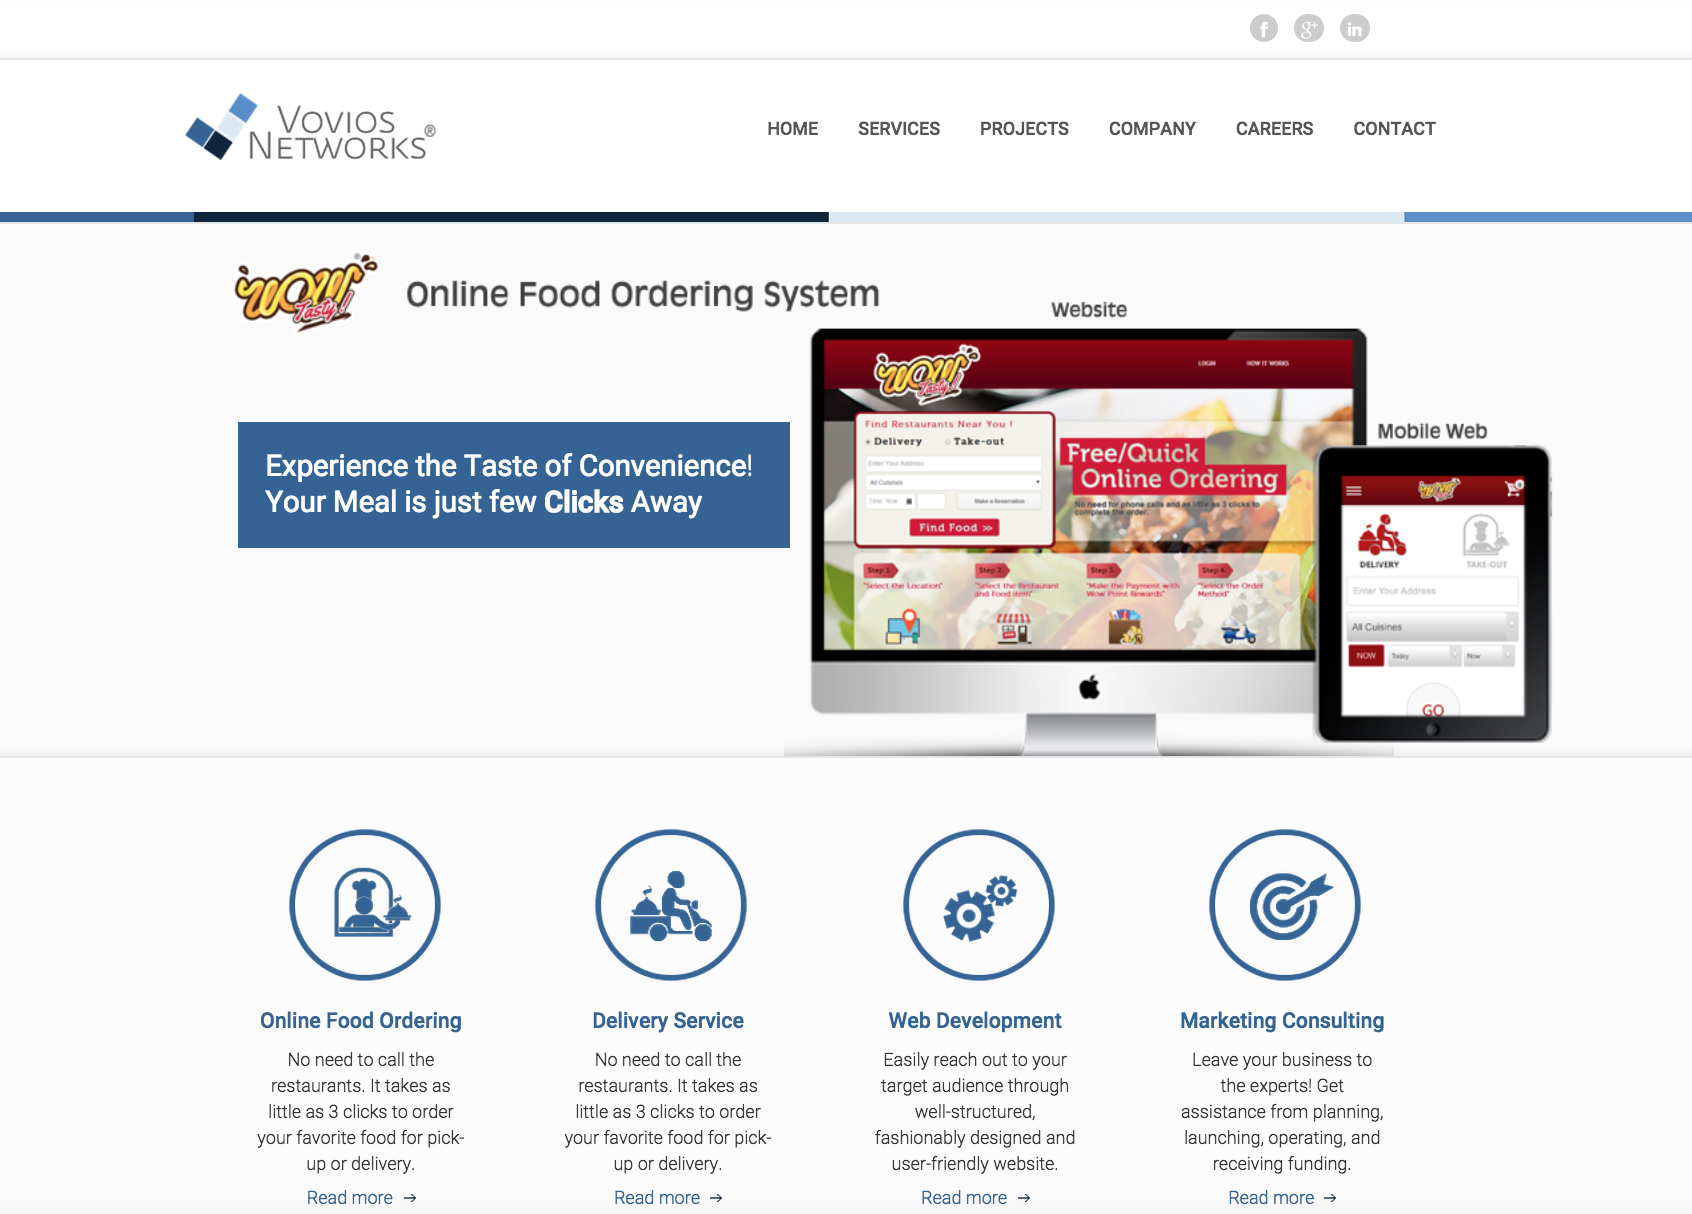 VOVIOS
NETWORKS®
HOME SERVICES PROJECTS COMPANY CAREERS CONTACT
WOW
Tasty!
Online Food Ordering System
Website
WOW
Tasty!
LOGIN HOW IT WORKS
Find Restaurants Near You !
Delivery Take-out
Enter Your Address
All Cuisines
Time: Now
Make a Reservation
Find Food >>
Free/Quick
Online Ordering
No need for phone calls and as little as 3 clicks to
complete the order.
Step 1.
"Select the Location"
Step 2.
"Select the Restaurant
and Food item"
Step 3.
"Make the Payment with
Wow Point Rewards"
Step 4.
"Select the Order
Method"
Experience the Taste of Convenience!
Your Meal is just few Clicks Away
Mobile Web
WOW
0
DELIVERY TAKE-OUT
Enter Your Address
All Cuisines
NOW Today Now
GO
Online Food Ordering
No need to call the
restaurants. It takes as
little as 3 clicks to order
your favorite food for pick-
up or delivery.
Read more →
Delivery Service
No need to call the
restaurants. It takes as
little as 3 clicks to order
your favorite food for pick-
up or delivery.
Read more →
Web Development
Easily reach out to your
target audience through
well-structured,
fashionably designed and
user-friendly website.
Read more →
Marketing Consulting
Leave your business to
the experts! Get
assistance from planning,
launching, operating, and
receiving funding.
Read more →